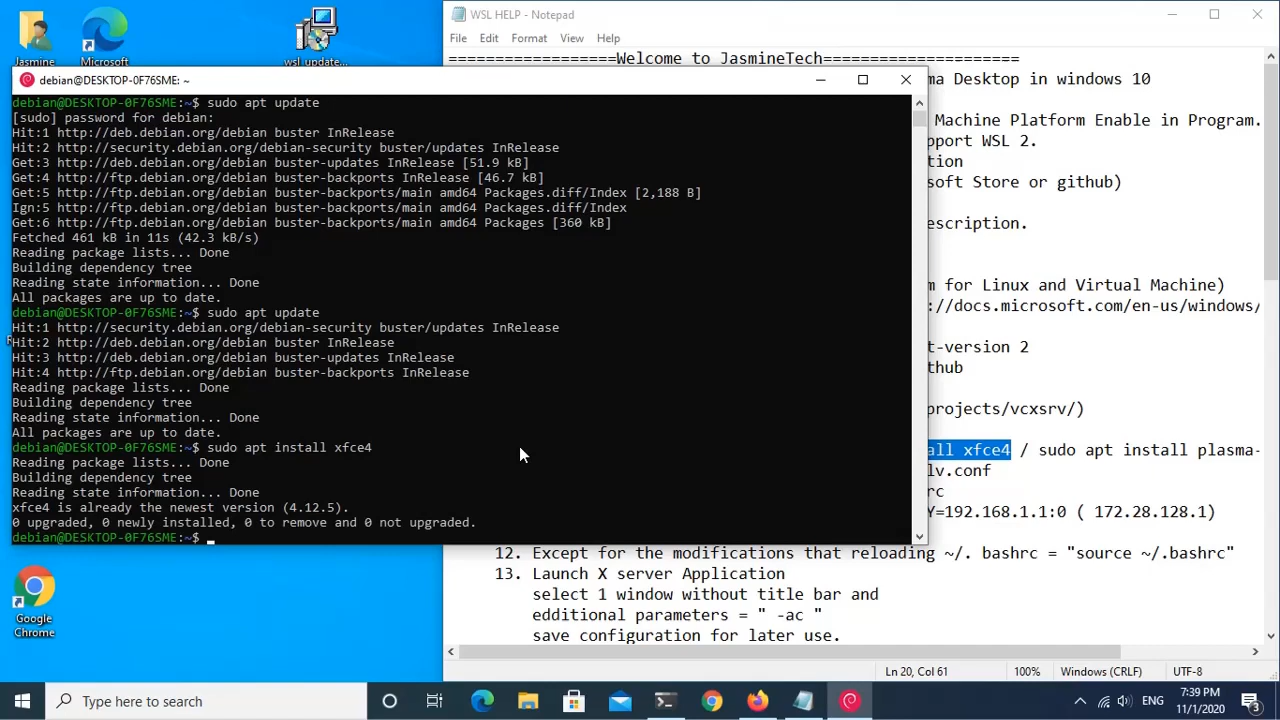 Jasmine
Microsoft
wsl_update...
WSL HELP - Notepad
File Edit Format View Help
=================Welcome to JasmineTech====================
debian@DESKTOP-0F76SME: ~
ma Desktop in windows 10
debian@DESKTOP-0F76SME:~$ sudo apt update
[sudo] password for debian:
Machine Platform Enable in Program.
Hit:1 http://deb.debian.org/debian buster InRelease
pport WSL 2.
Hit:2 http://security.debian.org/debian-security buster/updates InRelease
tion
Get:3 http://deb.debian.org/debian buster-updates InRelease [51.9 kB]
Get:4 http://ftp.debian.org/debian buster-backports InRelease [46.7 kB]
soft Store or github)
Get:5 http://ftp.debian.org/debian buster-backports/main amd64 Packages.diff/Index [2,188 B]
Ign:5 http://ftp.debian.org/debian buster-backports/main amd64 Packages.diff/Index
Get:6 http://ftp.debian.org/debian buster-backports/main amd64 Packages [360 kB]
scription.
Fetched 461 kB in 11s (42.3 kB/s)
Reading package lists... Done
Building dependency tree
Reading state information... Done
m for Linux and Virtual Machine)
All packages are up to date.
://docs.microsoft.com/en-us/windows/
debian@DESKTOP-0F76SME:~$ sudo apt update
Hit:1 http://security.debian.org/debian-security buster/updates InRelease
Hit:2 http://deb.debian.org/debian buster InRelease
t-version 2
Hit:3 http://deb.debian.org/debian buster-updates InRelease
thub
Hit:4 http://ftp.debian.org/debian buster-backports InRelease
Reading package lists... Done
Building dependency tree
projects/vcxsrv/)
Reading state information... Done
All packages are up to date.
debian@DESKTOP-0F76SME:~$ sudo apt install xfce4
all xfce4 / sudo apt install plasma-
Reading package lists... Done
lv.conf
Building dependency tree
Reading state information... Done
rc
xfce4 is already the newest version (4.12.5).
Y=192.168.1.1:0 ( 172.28.128.1)
0 upgraded, 0 newly installed, 0 to remove and 0 not upgraded.
debian@DESKTOP-0F76SME:~$
12. Except for the modifications that reloading ~/. bashrc = "source ~/.bashrc"
13. Launch X server Application
select 1 window without title bar and
edditional parameters = " -ac "
save configuration for later use.
Google
Chrome
Ln 20, Col 61 100% Windows (CRLF) UTF-8
Type here to search
ENG
7:39 PM
11/1/2020
3